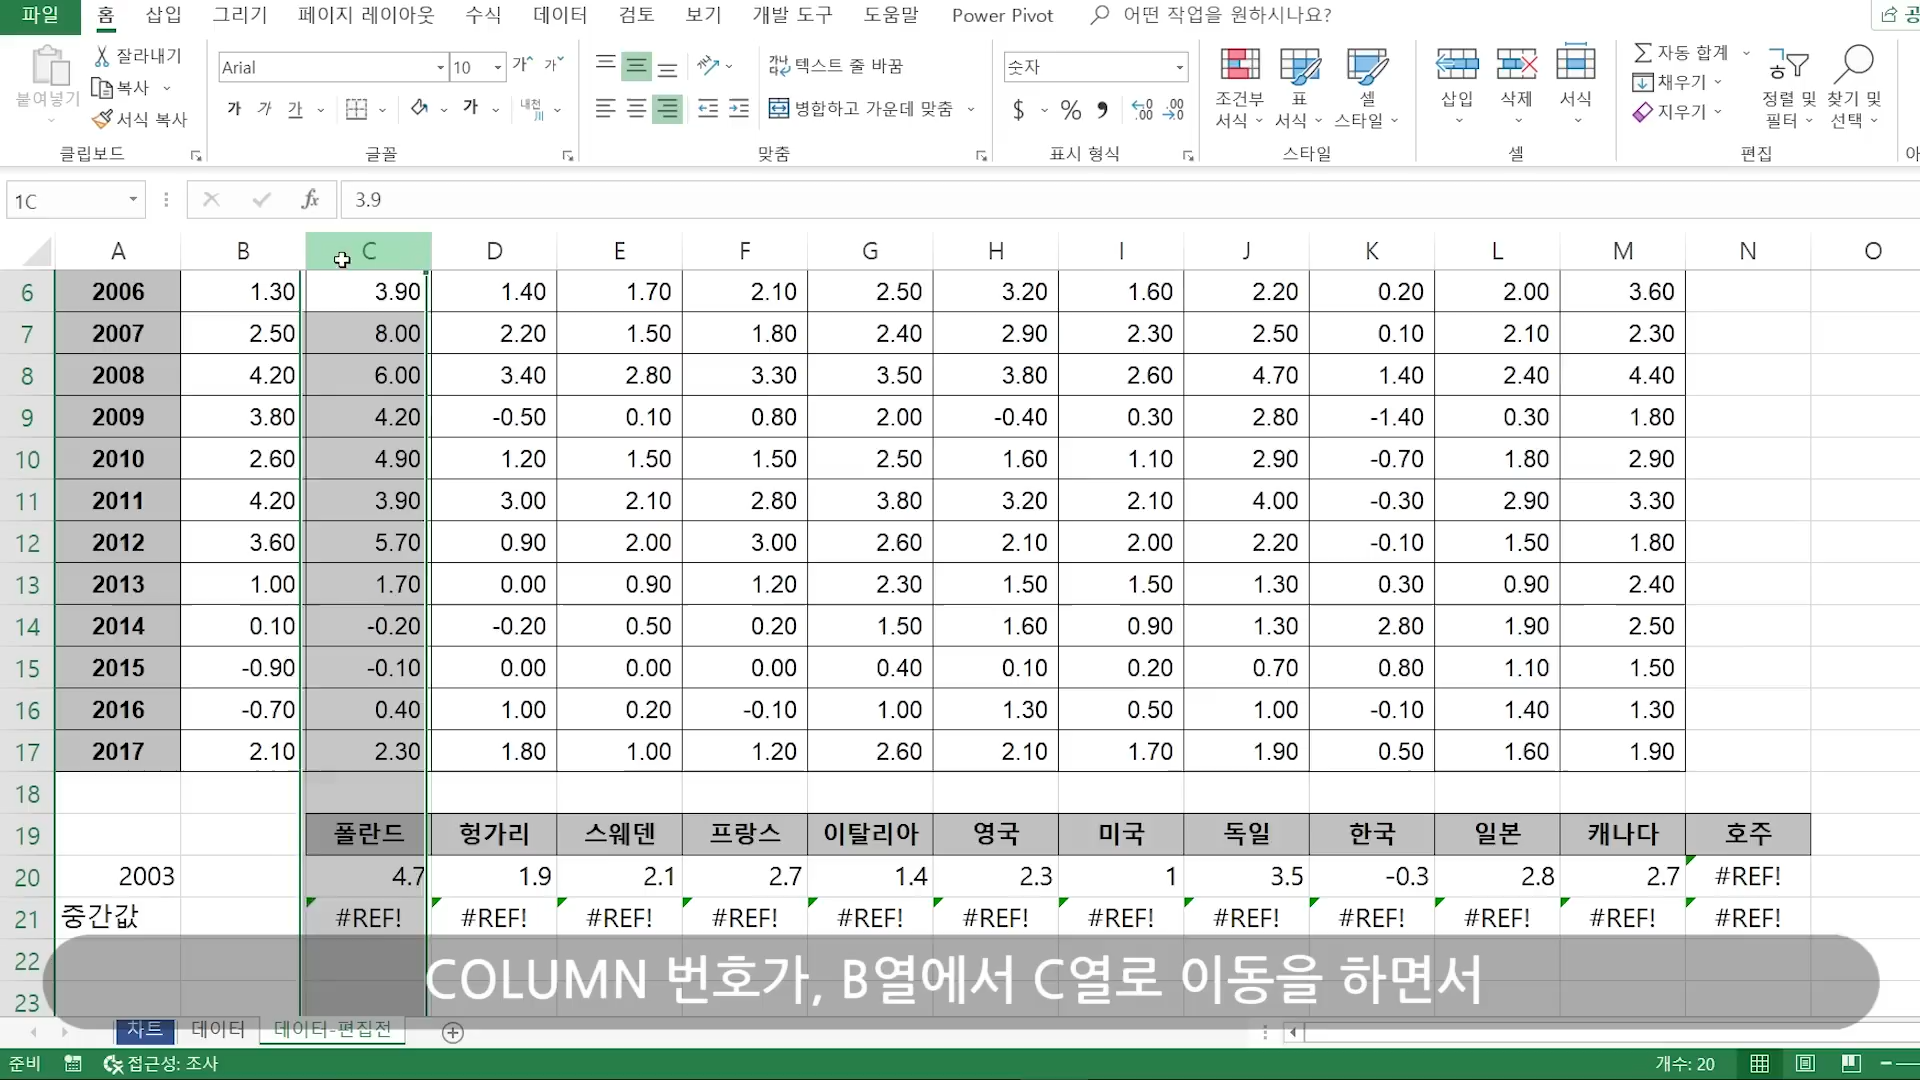 파일 홈 삽입 그리기 페이지 레이아웃 수식 데이터 검토 보기 개발 도구 도움말 Power Pivot 어떤 작업을 원하시나요? 공
붙여넣기 잘라내기 복사 서식 복사
Arial 10 가 가
가 가 가 가 내천
텍스트 줄 바꿈
병합하고 가운데 맞춤
숫자
$ % 9 .00
조건부 서식 표 서식 셀 스타일
삽입 삭제 서식
자동 합계
채우기
지우기
정렬 및 필터 찾기 및 선택
클립보드 글꼴 맞춤 표시 형식 스타일 셀 편집
1C fx 3.9
A B C D E F G H I J K L M N O
6 2006 1.30 3.90 1.40 1.70 2.10 2.50 3.20 1.60 2.20 0.20 2.00 3.60
7 2007 2.50 8.00 2.20 1.50 1.80 2.40 2.90 2.30 2.50 0.10 2.10 2.30
8 2008 4.20 6.00 3.40 2.80 3.30 3.50 3.80 2.60 4.70 1.40 2.40 4.40
9 2009 3.80 4.20 -0.50 0.10 0.80 2.00 -0.40 0.30 2.80 -1.40 0.30 1.80
10 2010 2.60 4.90 1.20 1.50 1.50 2.50 1.60 1.10 2.90 -0.70 1.80 2.90
11 2011 4.20 3.90 3.00 2.10 2.80 3.80 3.20 2.10 4.00 -0.30 2.90 3.30
12 2012 3.60 5.70 0.90 2.00 3.00 2.60 2.10 2.00 2.20 -0.10 1.50 1.80
13 2013 1.00 1.70 0.00 0.90 1.20 2.30 1.50 1.50 1.30 0.30 0.90 2.40
14 2014 0.10 -0.20 -0.20 0.50 0.20 1.50 1.60 0.90 1.30 2.80 1.90 2.50
15 2015 -0.90 -0.10 0.00 0.00 0.00 0.40 0.10 0.20 0.70 0.80 1.10 1.50
16 2016 -0.70 0.40 1.00 0.20 -0.10 1.00 1.30 0.50 1.00 -0.10 1.40 1.30
17 2017 2.10 2.30 1.80 1.00 1.20 2.60 2.10 1.70 1.90 0.50 1.60 1.90
18
19 폴란드 헝가리 스웨덴 프랑스 이탈리아 영국 미국 독일 한국 일본 캐나다 호주
20 2003 4.7 1.9 2.1 2.7 1.4 2.3 1 3.5 -0.3 2.8 2.7 #REF!
21 중간값 #REF! #REF! #REF! #REF! #REF! #REF! #REF! #REF! #REF! #REF! #REF! #REF!
22
23
COLUMN 번호가, B열에서 C열로 이동을 하면서
차트 데이터 데이터-편집전
준비 접근성: 조사 개수: 20